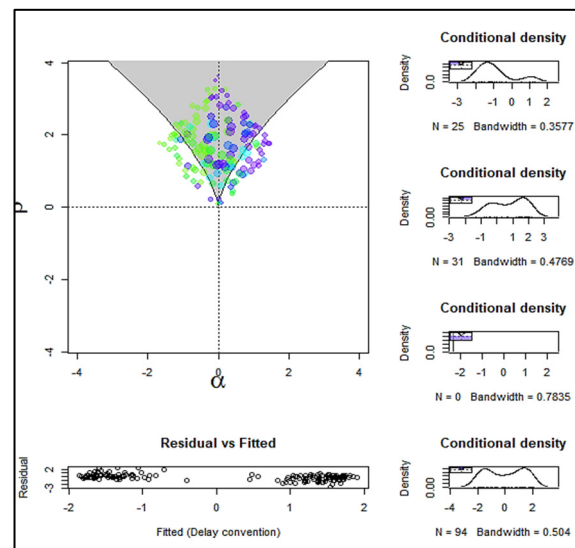 4
2
0
-2
-4
-4
-2
0
2
4
α
Residual vs Fitted
Residual
2
-3
-2
-1
0
1
2
Fitted (Delay convention)
Conditional density
Density
0.0
-3
-1
0
1
2
N = 25 Bandwidth = 0.3577
Conditional density
Density
0.00
-3
-1
0
1
2
3
N = 31 Bandwidth = 0.4769
Conditional density
Density
0.0
-2
-1
0
1
2
N = 0 Bandwidth = 0.7835
Conditional density
Density
0.00
-4
-2
0
2
N = 94 Bandwidth = 0.504